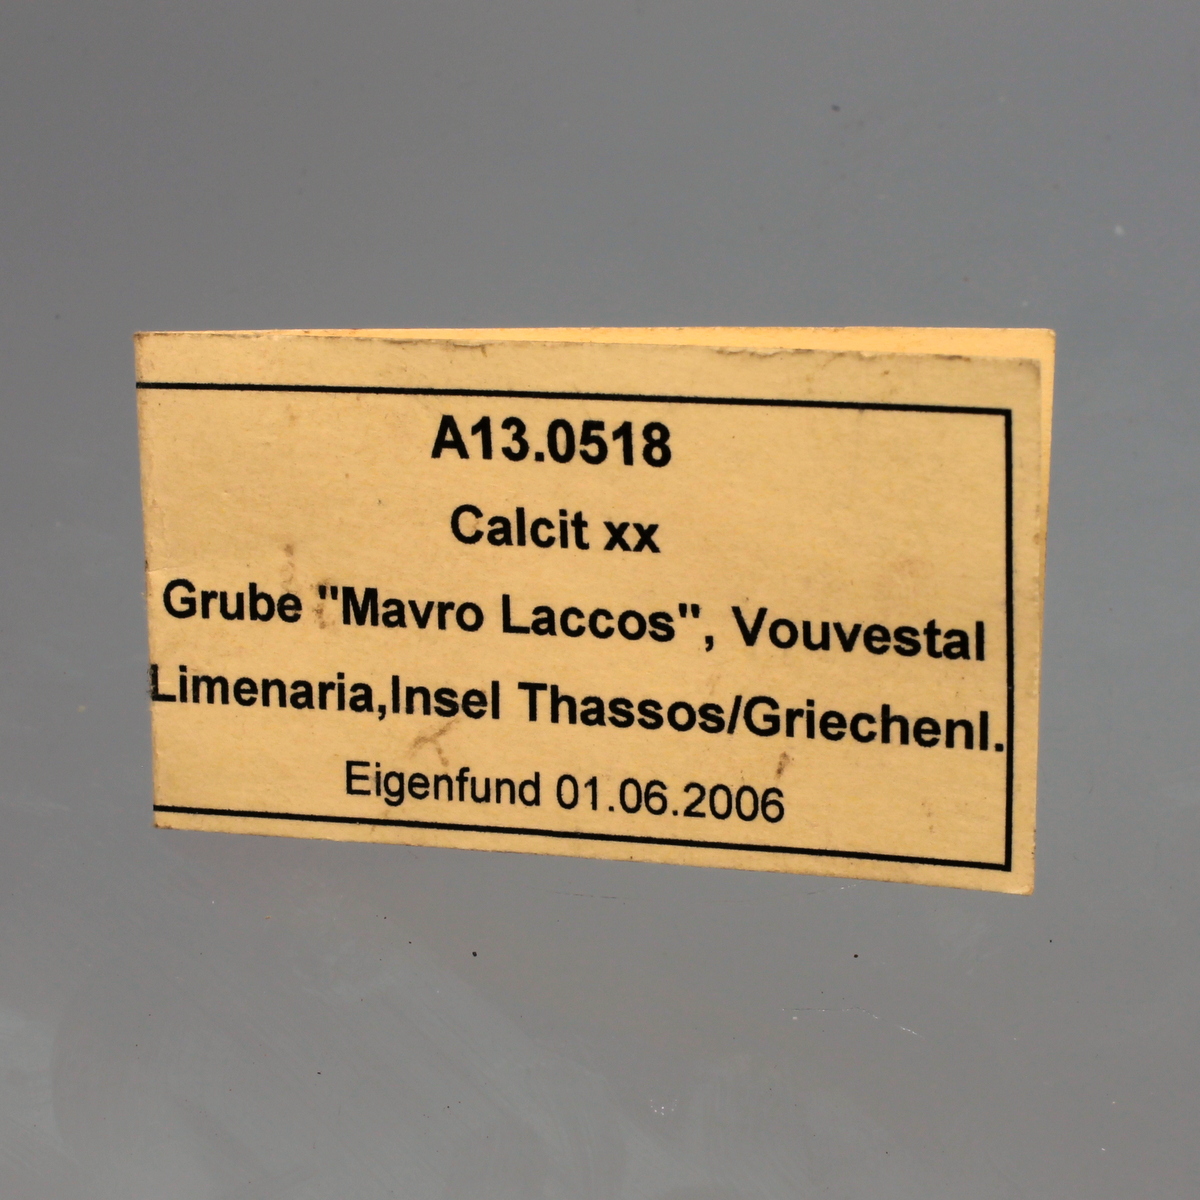 A13.0518
Calcit xx
Grube "Mavro Laccos", Vouvestal
Limenaria,Insel Thassos/Griechenl.
Eigenfund 01.06.2006